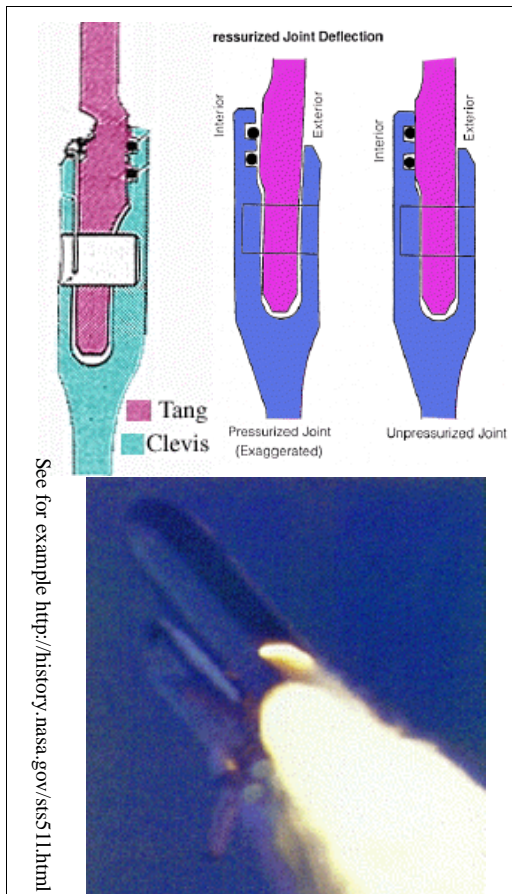 ressurized Joint Deflection
Interior
Exterior
Interior
Exterior
Tang
Clevis
Pressurized Joint
(Exaggerated)
Unpressurized Joint
See for example http://history.nasa.gov/sts51l.html